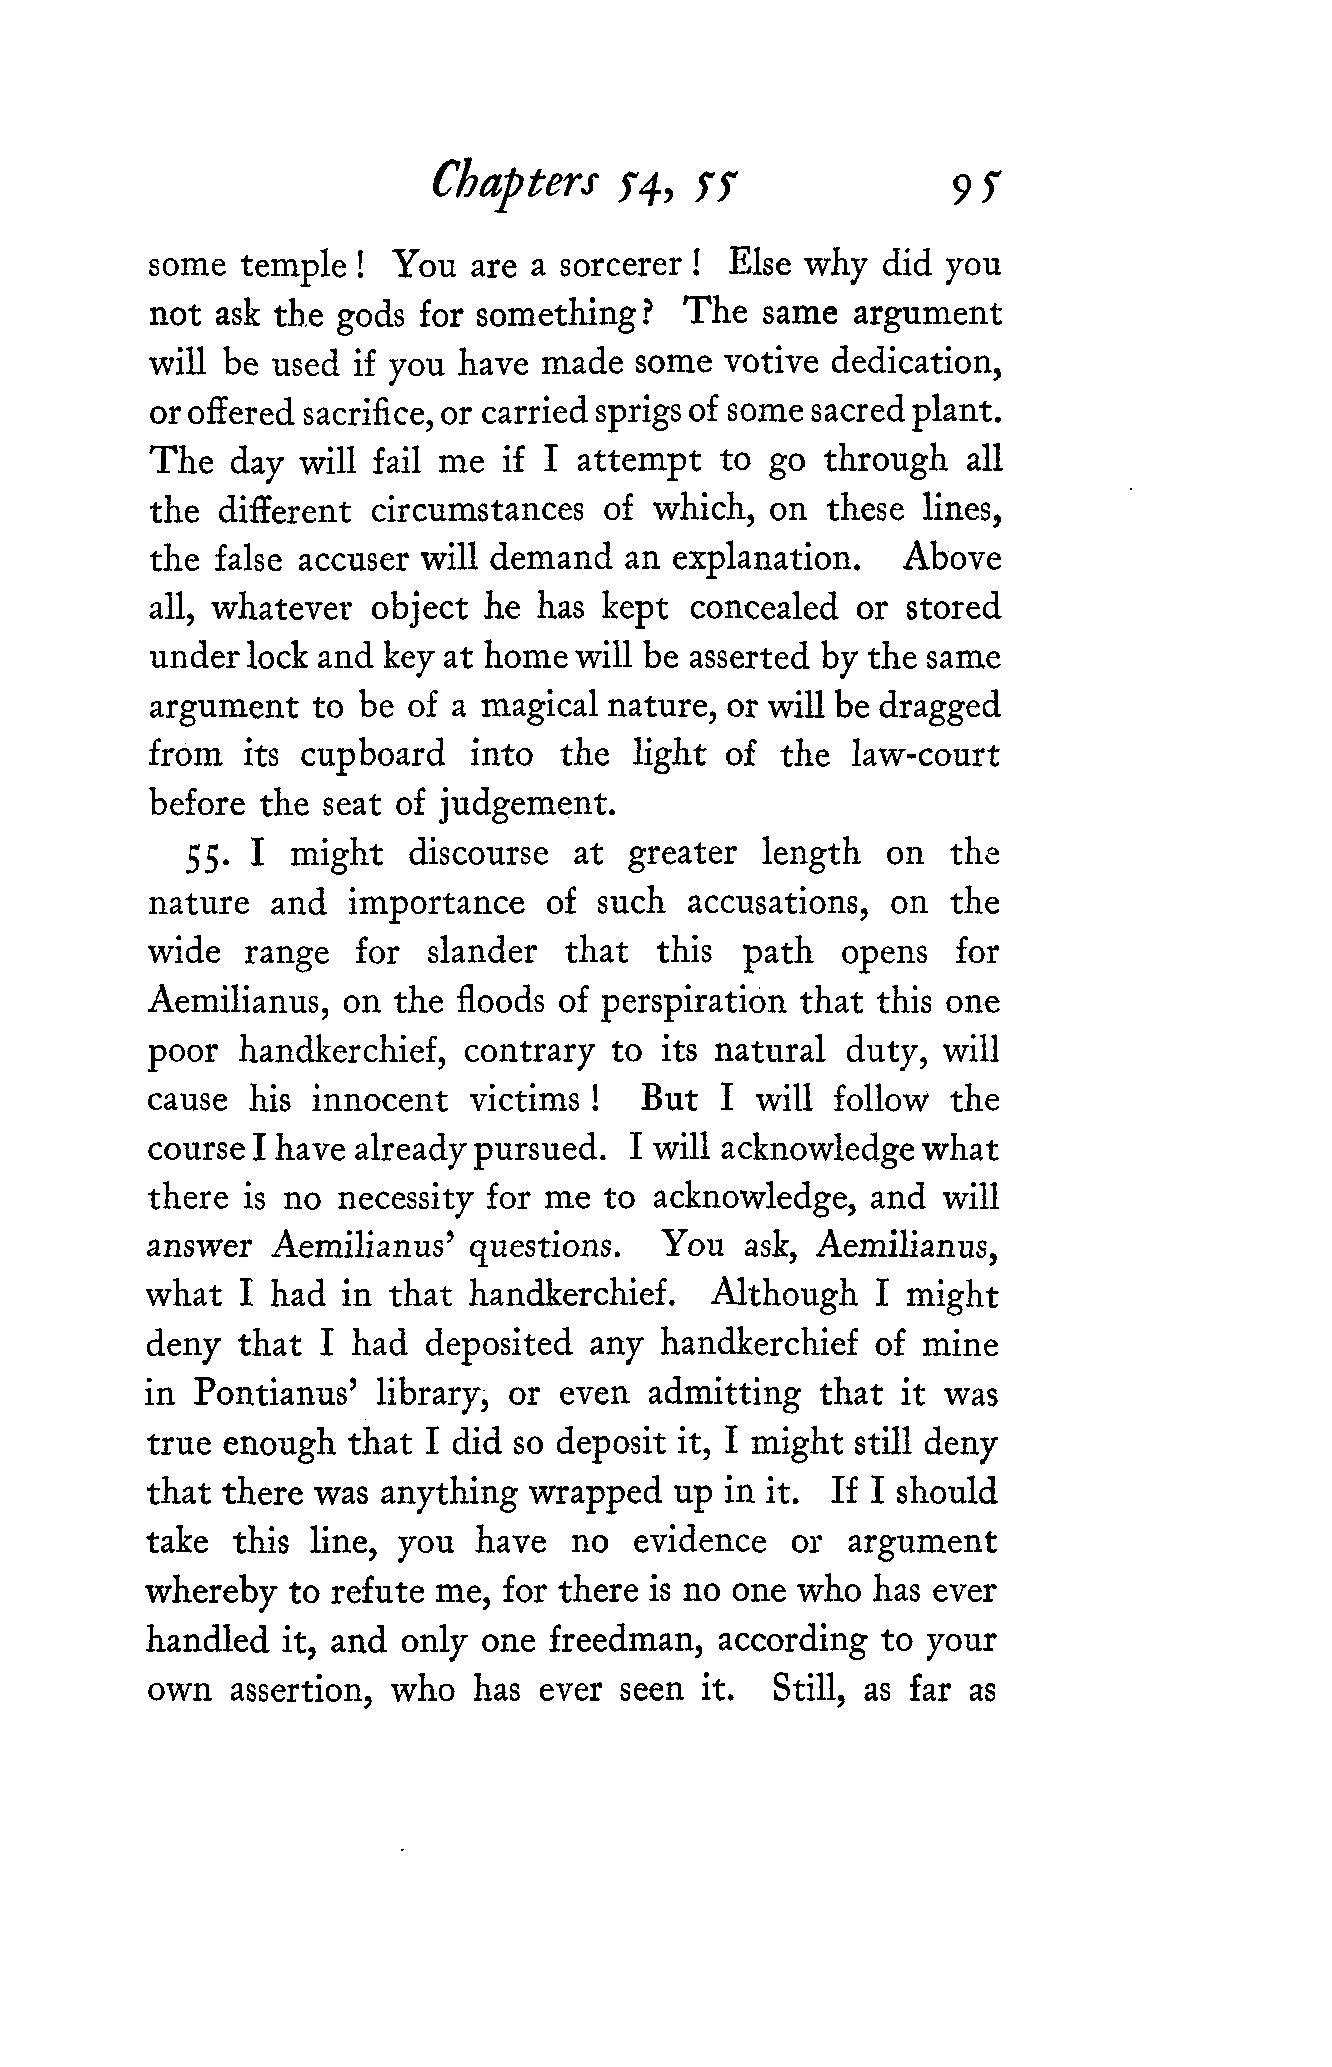 Chapters 54, 55 95
some temple! You are a sorcerer! Else why did you
not ask the gods for something? The same argument
will be used if you have made some votive dedication,
or offered sacrifice, or carried sprigs of some sacred plant.
The day will fail me if I attempt to go through all
the different circumstances of which, on these lines,
the false accuser will demand an explanation. Above
all, whatever object he has kept concealed or stored
under lock and key at home will be asserted by the same
argument to be of a magical nature, or will be dragged
from its cupboard into the light of the law-court
before the seat of judgement.
55. I might discourse at greater length on the
nature and importance of such accusations, on the
wide range for slander that this path opens for
Aemilianus, on the floods of perspiration that this one
poor handkerchief, contrary to its natural duty, will
cause his innocent victims! But I will follow the
course I have already pursued. I will acknowledge what
there is no necessity for me to acknowledge, and will
answer Aemilianus' questions. You ask, Aemilianus,
what I had in that handkerchief. Although I might
deny that I had deposited any handkerchief of mine
in Pontianus' library, or even admitting that it was
true enough that I did so deposit it, I might still deny
that there was anything wrapped up in it. If I should
take this line, you have no evidence or argument
whereby to refute me, for there is no one who has ever
handled it, and only one freedman, according to your
own assertion, who has ever seen it. Still, as far as